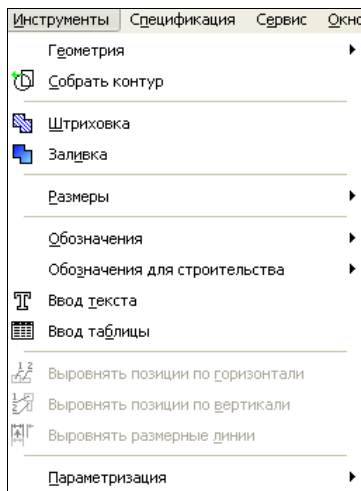 Инструменты Спецификация Сервис
Геометрия
Собрать контур
Штриховка
Заливка
Размеры
Обозначения
Обозначения для строительства
Ввод текста
Ввод таблицы
Выровнять позиции по горизонтали
Выровнять позиции по вертикали
Выровнять размерные линии
Параметризация